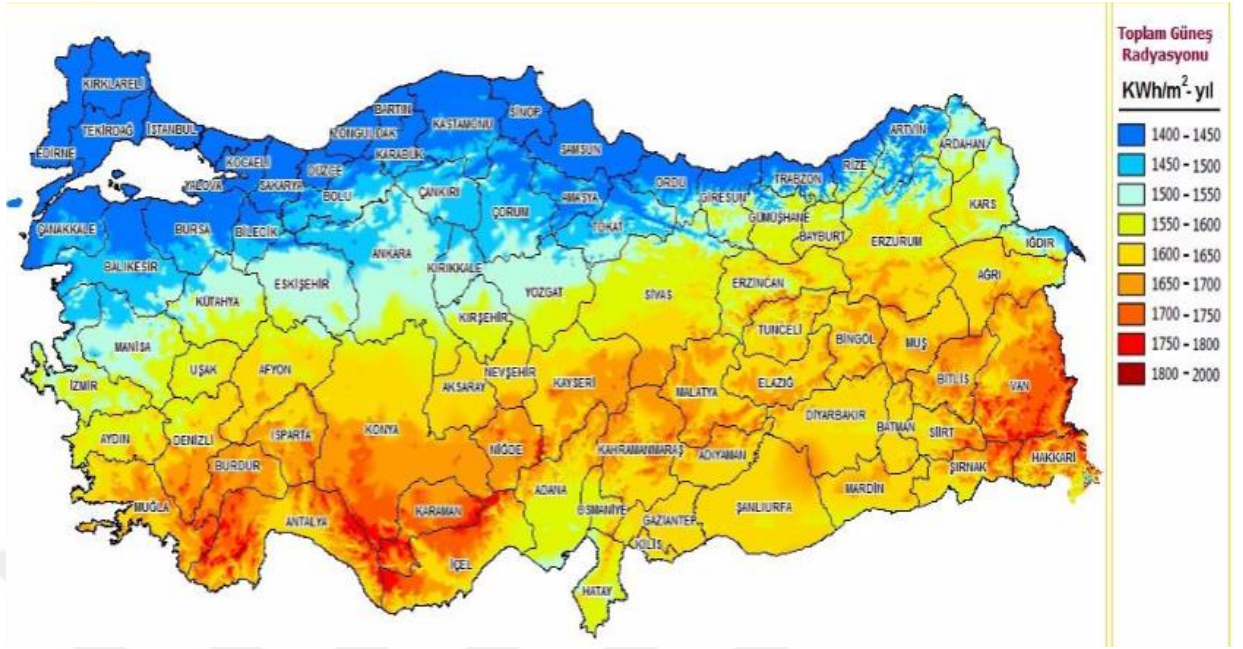 Toplam Güneş
Radyasyonu
KWh/m²- yıl
1400 - 1450
1450 - 1500
1500 - 1550
1550 - 1600
1600 - 1650
1650 - 1700
1700 - 1750
1750 - 1800
1800 - 2000
KIRKLARELİ
TEKİRDAĞ
İSTANBUL
EDİRNE
KOCAELİ
YALOVA
SAKARYA
DÜZCE
ZONGULDAK
BARTIN
KARABÜK
KASTAMONU
SİNOP
SAMSUN
BOLU
ÇANKIRI
ÇORUM
AMASYA
ORDU
GİRESUN
TRABZON
RİZE
ARTVİN
ARDAHAN
KARS
ÇANAKKALE
BURSA
BİLECİK
TOKAT
GÜMÜŞHANE
BAYBURT
ERZURUM
IĞDIR
BALIKESİR
ANKARA
KIRIKKALE
ESKİŞEHİR
KÜTAHYA
YOZGAT
SİVAS
ERZİNCAN
AĞRI
KIRŞEHİR
TUNCELİ
BİNGÖL
MUŞ
MANİSA
UŞAK
AFYON
NEVŞEHİR
AKSARAY
KAYSERİ
MALATYA
ELAZIĞ
BİTLİS
VAN
İZMİR
AYDIN
DENİZLİ
ISPARTA
KONYA
NİĞDE
DİYARBAKIR
BATMAN
SİİRT
KAHRAMANMARAŞ
ADIYAMAN
HAKKARİ
ŞIRNAK
BURDUR
ADANA
MARDİN
MUĞLA
ANTALYA
KARAMAN
OSMANİYE
GAZİANTEP
ŞANLIURFA
KİLİS
İÇEL
HATAY